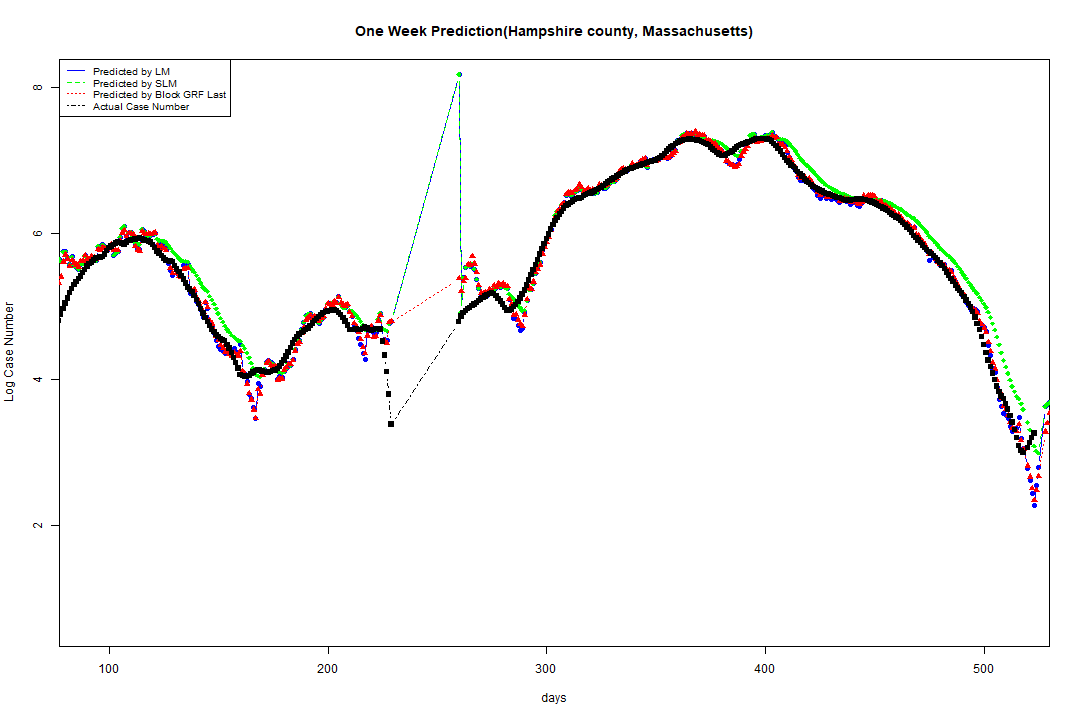 One Week Prediction(Hampshire county, Massachusetts)
Predicted by LM
Predicted by SLM
Predicted by Block GRF Last
Actual Case Number
8
6
4
2
Log Case Number
100 200 300 400 500
days